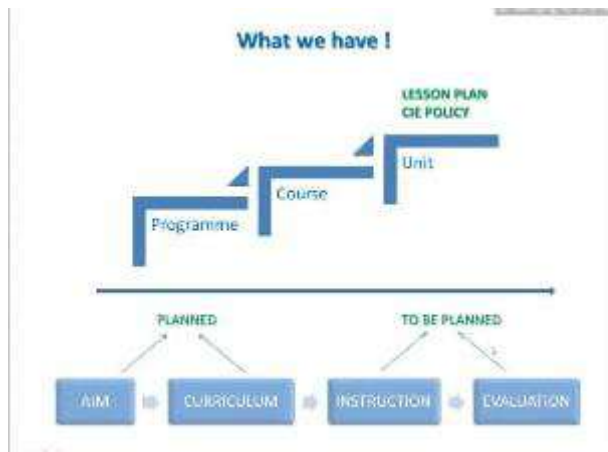 What we have !
LESSON PLAN
CIE POLICY
Unit
Course
Programme
PLANNED
TO BE PLANNED
AIM
CURRICULUM
INSTRUCTION
EVALUATION